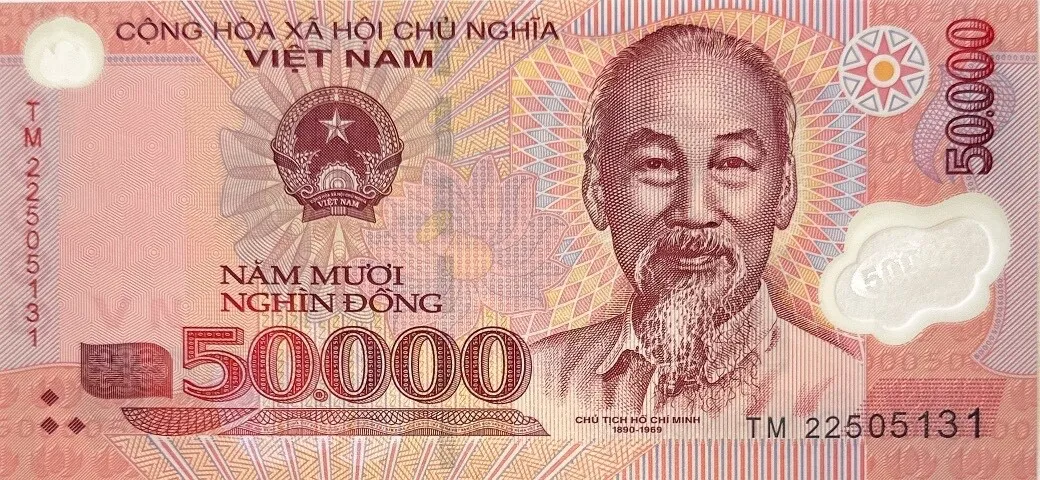 CỘNG HÒA XÃ HỘI CHỦ NGHĨA
VIỆT NAM
50.000
TM 22505131
VIỆT NAM
NĂM MƯƠI
NGHÌN ĐỒNG
VN
50.000
CHỦ TỊCH HỒ CHÍ MINH
1890-1969
TM 22505131